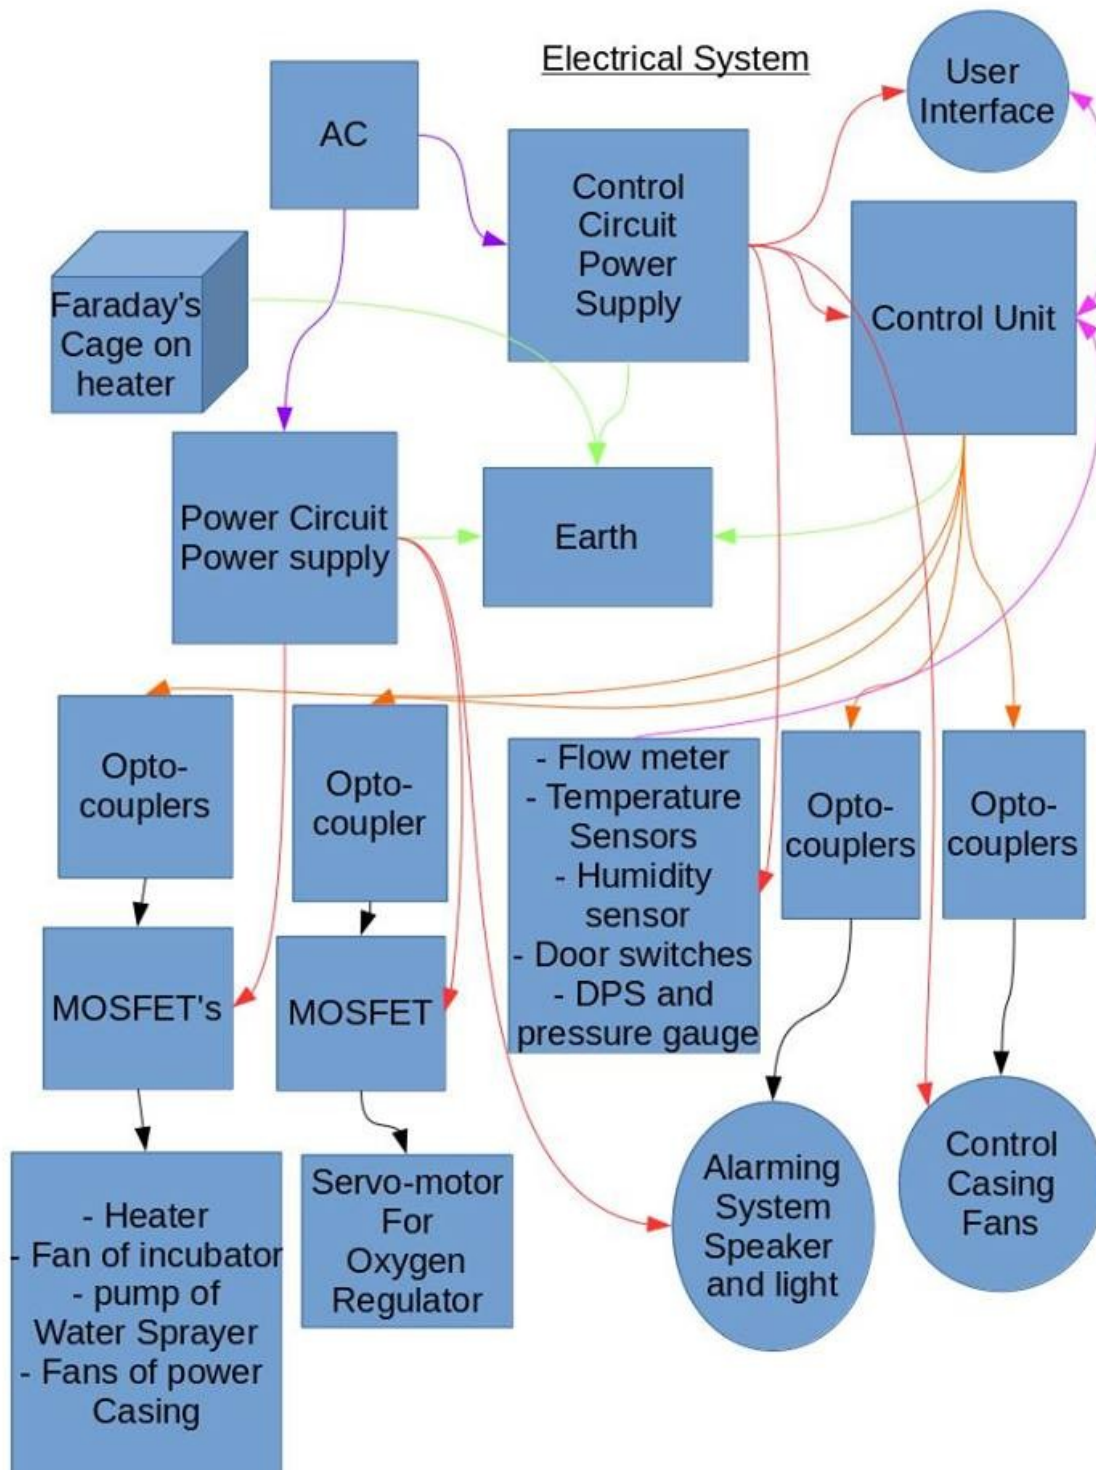 Electrical System
User
Interface
AC
Control
Circuit
Power
Supply
Faraday's
Cage on
heater
Control Unit
Power Circuit
Power supply
Earth
Opto-
couplers
Opto-
coupler
- Flow meter
- Temperature
Sensors
- Humidity
sensor
- Door switches
- DPS and
pressure gauge
Opto-
couplers
Opto-
couplers
MOSFET's
MOSFET
- Heater
- Fan of incubator
- pump of
Water Sprayer
- Fans of power
Casing
Servo-motor
For
Oxygen
Regulator
Alarming
System
Speaker
and light
Control
Casing
Fans